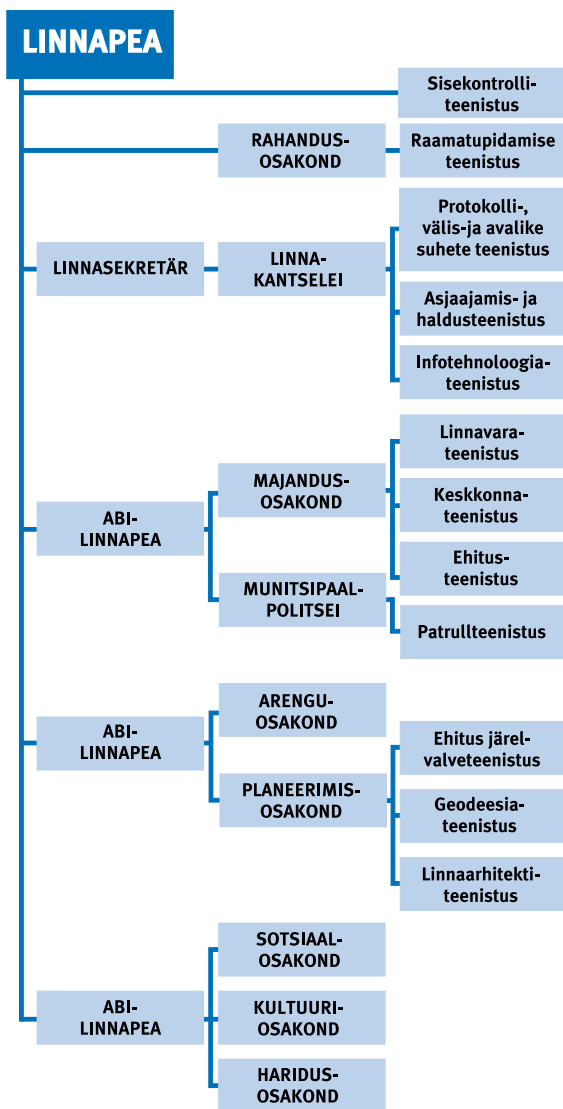 LINNAPEA
Sisekontrolli-
teenistus
RAHANDUS-
OSAKOND
Raamatupidamise
teenistus
LINNASEKRETÄR
LINNA-
KANTSELEI
Protokolli-,
välis-ja avalike
suhete teenistus
Asjaajamis- ja
haldusteenistus
Infotehnoloogia-
teenistus
ABI-
LINNAPEA
MAJANDUS-
OSAKOND
Linnavara-
teenistus
Keskkonna-
teenistus
Ehitus-
teenistus
MUNITSIPAAL-
POLITSEI
Patrullteenistus
ABI-
LINNAPEA
ARENGU-
OSAKOND
PLANEERIMIS-
OSAKOND
Ehitus järel-
valveteenistus
Geodeesia-
teenistus
Linnaarhitekti-
teenistus
ABI-
LINNAPEA
SOTSIAAL-
OSAKOND
KULTUURI-
OSAKOND
HARIDUS-
OSAKOND